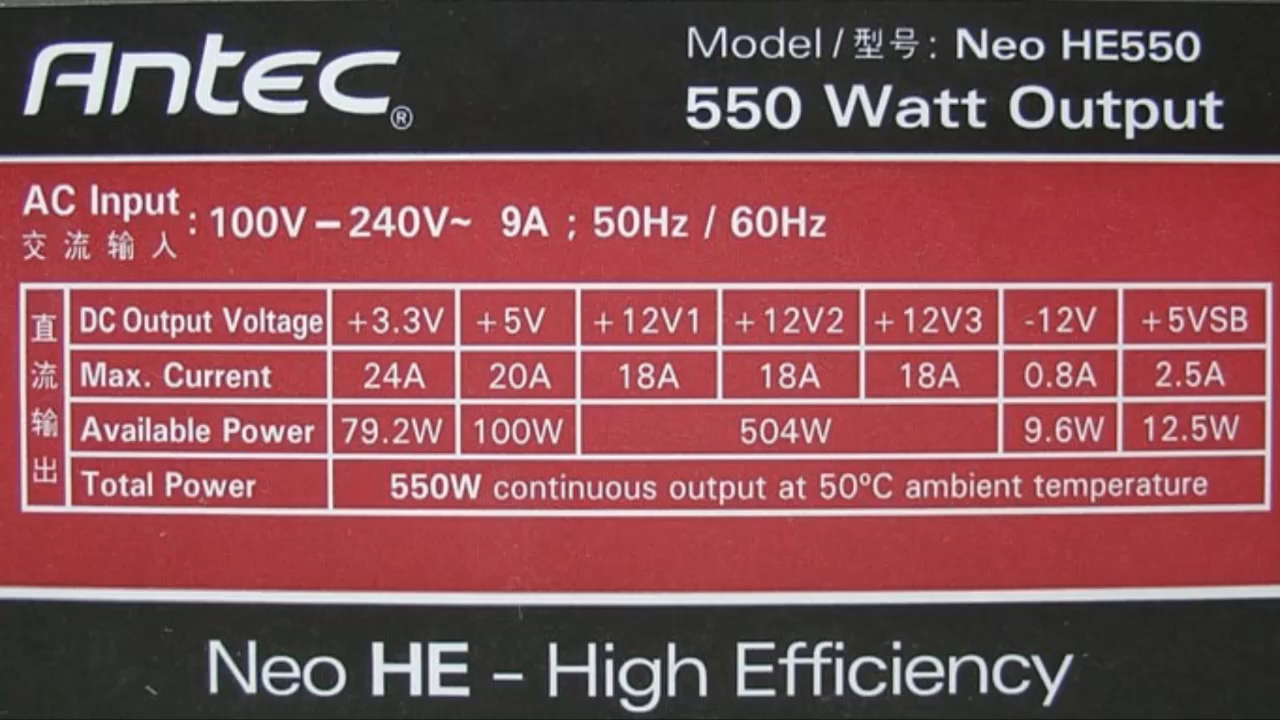 Antec®
Model / 型号: Neo HE550
550 Watt Output
AC Input : 100V – 240V~ 9A ; 50Hz / 60Hz
交流输入
直流输出
DC Output Voltage +3.3V +5V +12V1 +12V2 +12V3 -12V +5VSB
Max. Current 24A 20A 18A 18A 18A 0.8A 2.5A
Available Power 79.2W 100W 504W 9.6W 12.5W
Total Power 550W continuous output at 50ºC ambient temperature
Neo HE – High Efficiency